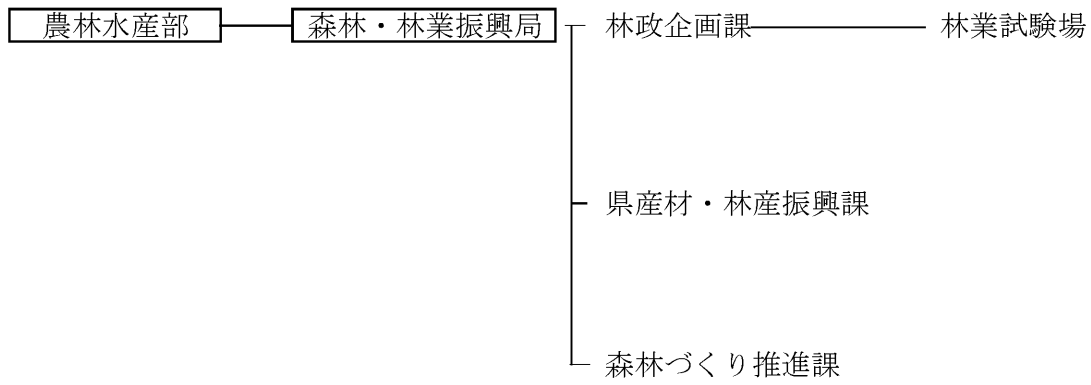 農林水産部 森林・林業振興局 林政企画課 林業試験場
県産材・林産振興課
森林づくり推進課